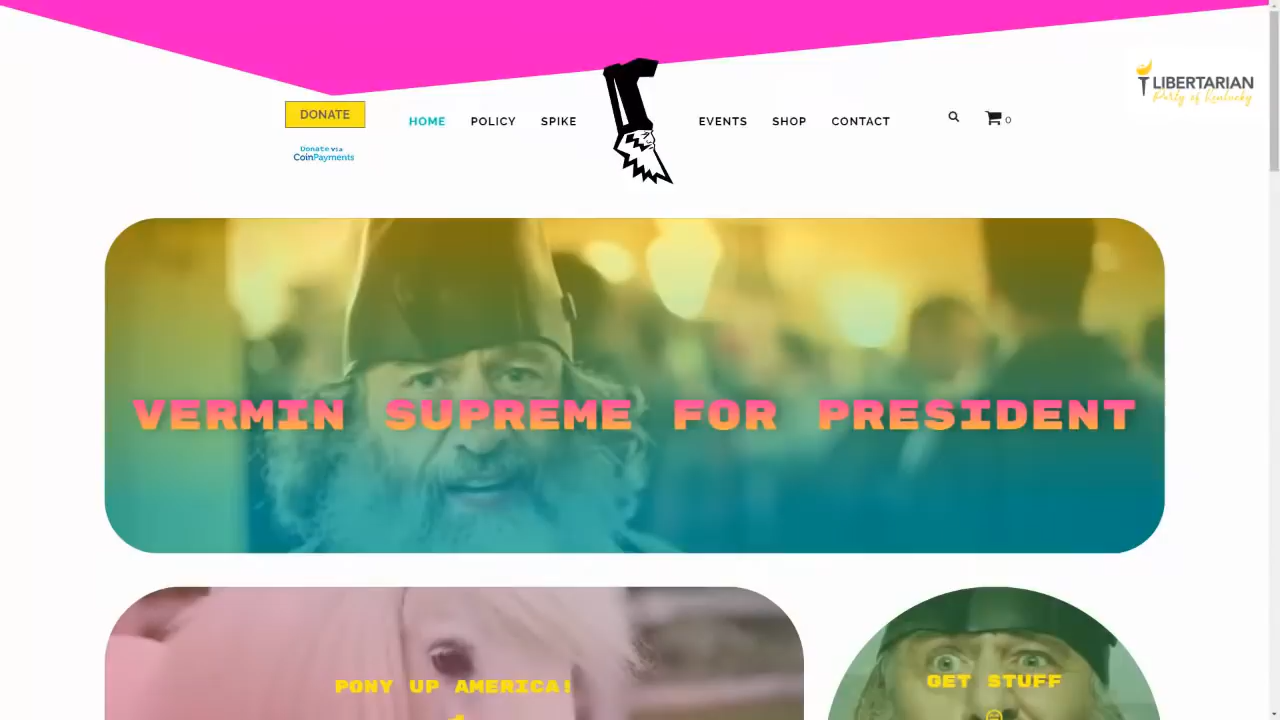 LIBERTARIAN
Party of Kentucky
DONATE
HOME
POLICY
SPIKE
EVENTS
SHOP
CONTACT
0
Donate via
CoinPayments
VERMIN SUPREME FOR PRESIDENT
PONY UP AMERICA!
GET STUFF